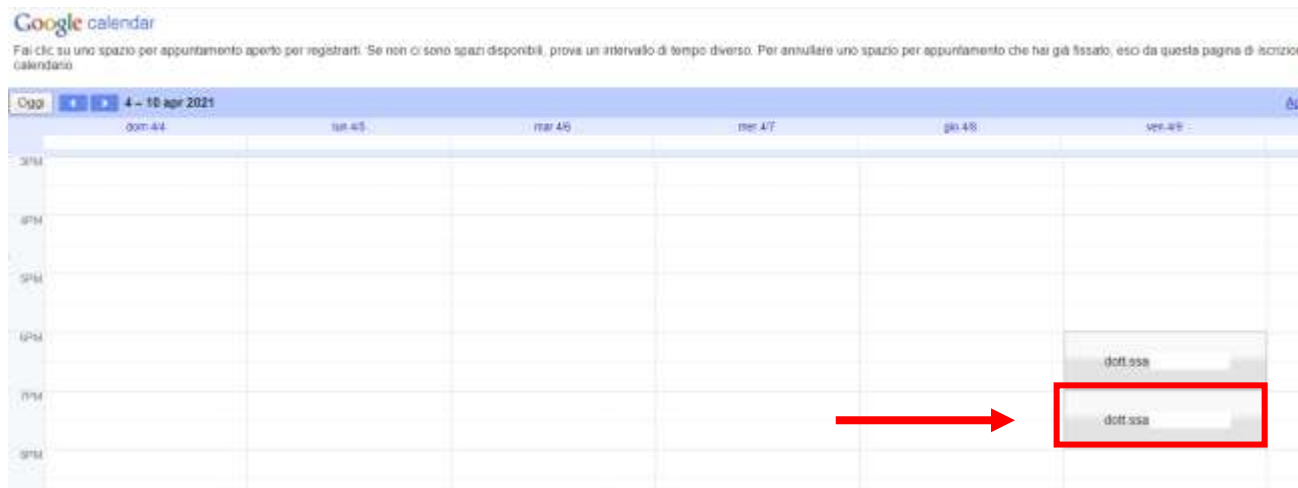 Google calendar
Fai clic su uno spazio per appuntamento aperto per registrarti. Se non ci sono spazi disponibili, prova un intervallo di tempo diverso. Per annullare uno spazio per appuntamento che hai già fissato, esci da questa pagina di iscrizio
calendario.
Oggi 4 – 10 apr 2021
dom 4/4 lun 4/5 mar 4/6 mer 4/7 gio 4/8 ven 4/9
3PM
4PM
5PM
6PM
dott.ssa
7PM
dott.ssa
8PM